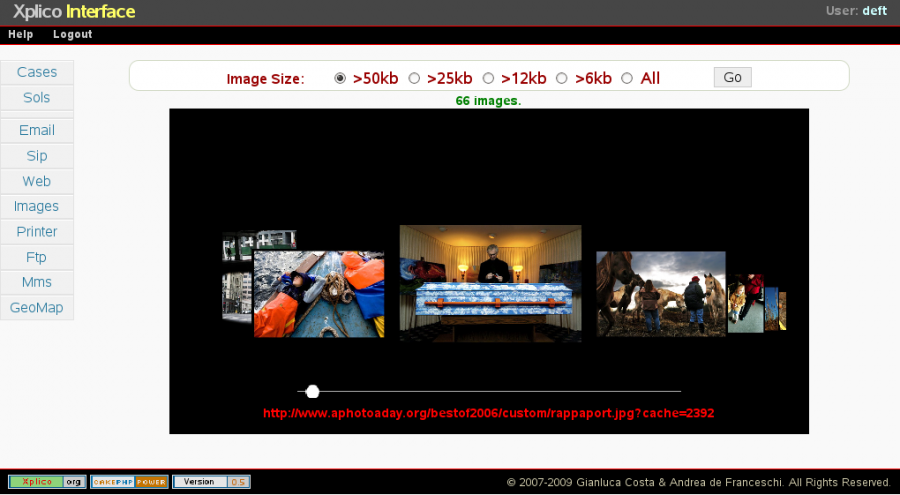 Xplico Interface
User: deft
Help Logout
Cases
Sols
Email
Sip
Web
Images
Printer
Ftp
Mms
GeoMap
Image Size: >50kb >25kb >12kb >6kb All Go
66 images.
http://www.aphotoaday.org/bestof2006/custom/rappaport.jpg?cache=2392
Xplico org CAKEPHP POWER Version 0.5
© 2007-2009 Gianluca Costa & Andrea de Franceschi. All Rights Reserved.